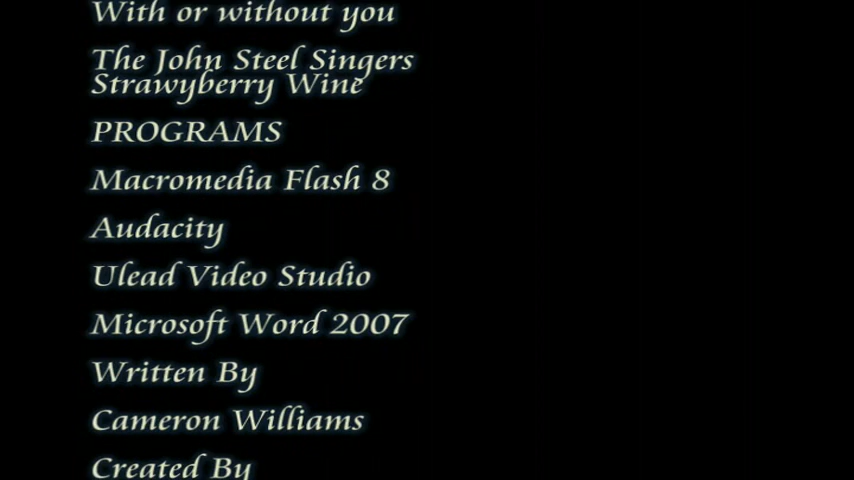 With or without you
The John Steel Singers
Strawyberry Wine
PROGRAMS
Macromedia Flash 8
Audacity
Ulead Video Studio
Microsoft Word 2007
Written By
Cameron Williams
Created By